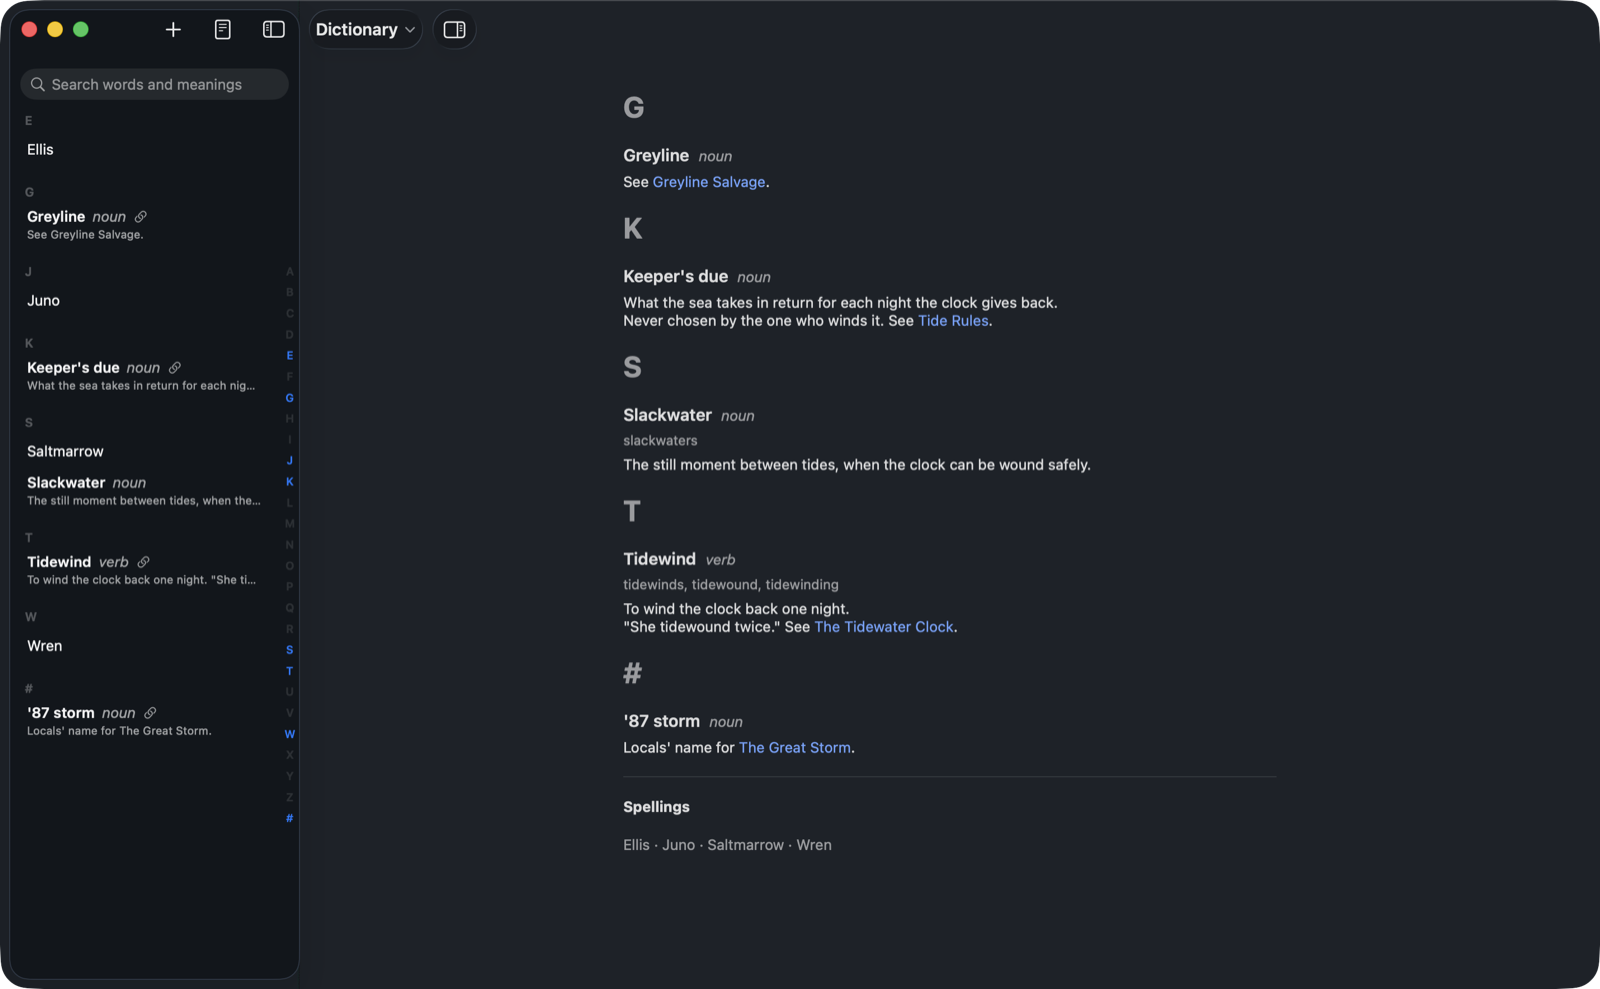 Dictionary
Search words and meanings
E
Ellis
G
Greyline noun
See Greyline Salvage.
J
Juno
K
Keeper's due noun
What the sea takes in return for each nig...
S
Saltmarrow
Slackwater noun
The still moment between tides, when the...
T
Tidewind verb
To wind the clock back one night. "She ti...
W
Wren
#
'87 storm noun
Locals' name for The Great Storm.
A
B
C
D
E
F
G
H
I
J
K
L
M
N
O
P
Q
R
S
T
U
V
W
X
Y
Z
#
G
Greyline noun
See Greyline Salvage.
K
Keeper's due noun
What the sea takes in return for each night the clock gives back.
Never chosen by the one who winds it. See Tide Rules.
S
Slackwater noun
slackwaters
The still moment between tides, when the clock can be wound safely.
T
Tidewind verb
tidewinds, tidewound, tidewinding
To wind the clock back one night.
"She tidewound twice." See The Tidewater Clock.
#
'87 storm noun
Locals' name for The Great Storm.
Spellings
Ellis · Juno · Saltmarrow · Wren